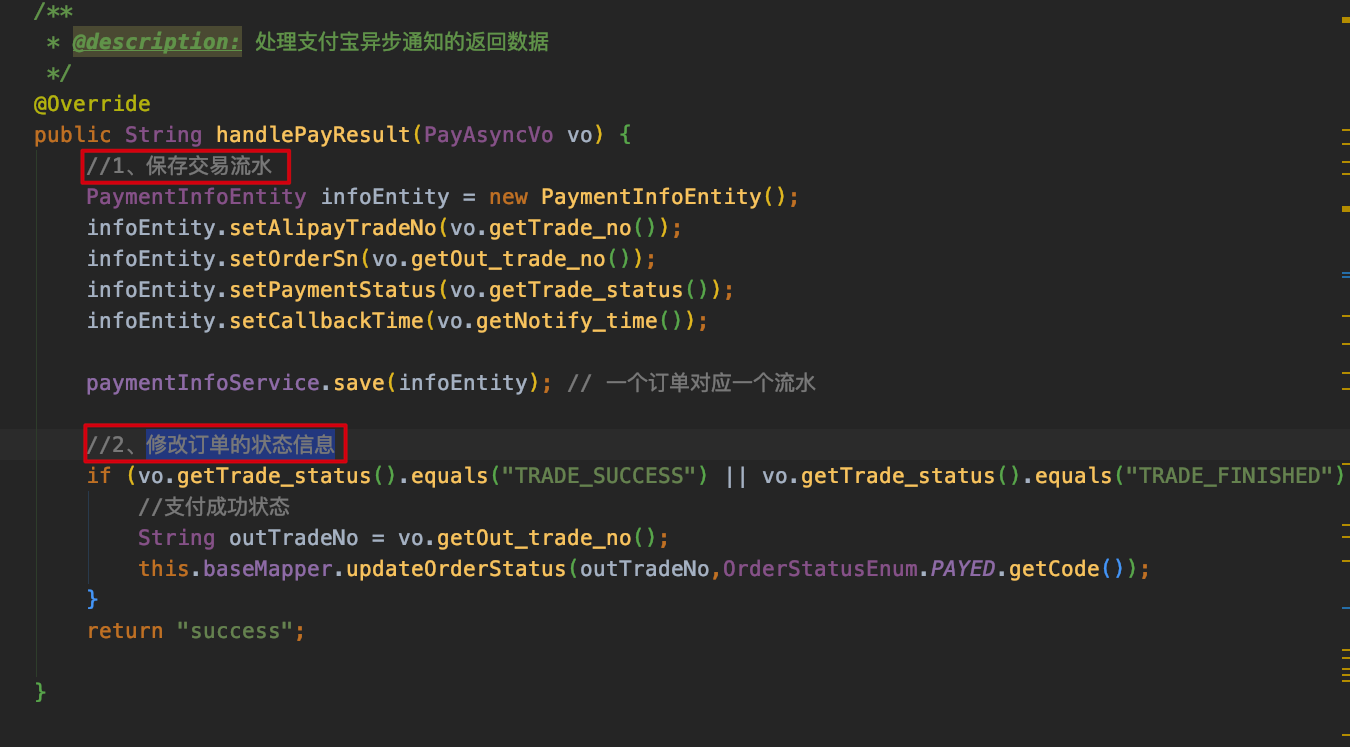 /**
 * @description: 处理支付宝异步通知的返回数据
 */
@Override
public String handlePayResult(PayAsyncVo vo) {
    //1、保存交易流水
    PaymentInfoEntity infoEntity = new PaymentInfoEntity();
    infoEntity.setAlipayTradeNo(vo.getTrade_no());
    infoEntity.setOrderSn(vo.getOut_trade_no());
    infoEntity.setPaymentStatus(vo.getTrade_status());
    infoEntity.setCallbackTime(vo.getNotify_time());
    paymentInfoService.save(infoEntity); // 一个订单对应一个流水
    //2、修改订单的状态信息
    if (vo.getTrade_status().equals("TRADE_SUCCESS") || vo.getTrade_status().equals("TRADE_FINISHED")
        //支付成功状态
        String outTradeNo = vo.getOut_trade_no();
        this.baseMapper.updateOrderStatus(outTradeNo,OrderStatusEnum.PAYED.getCode());
    }
    return "success";
}